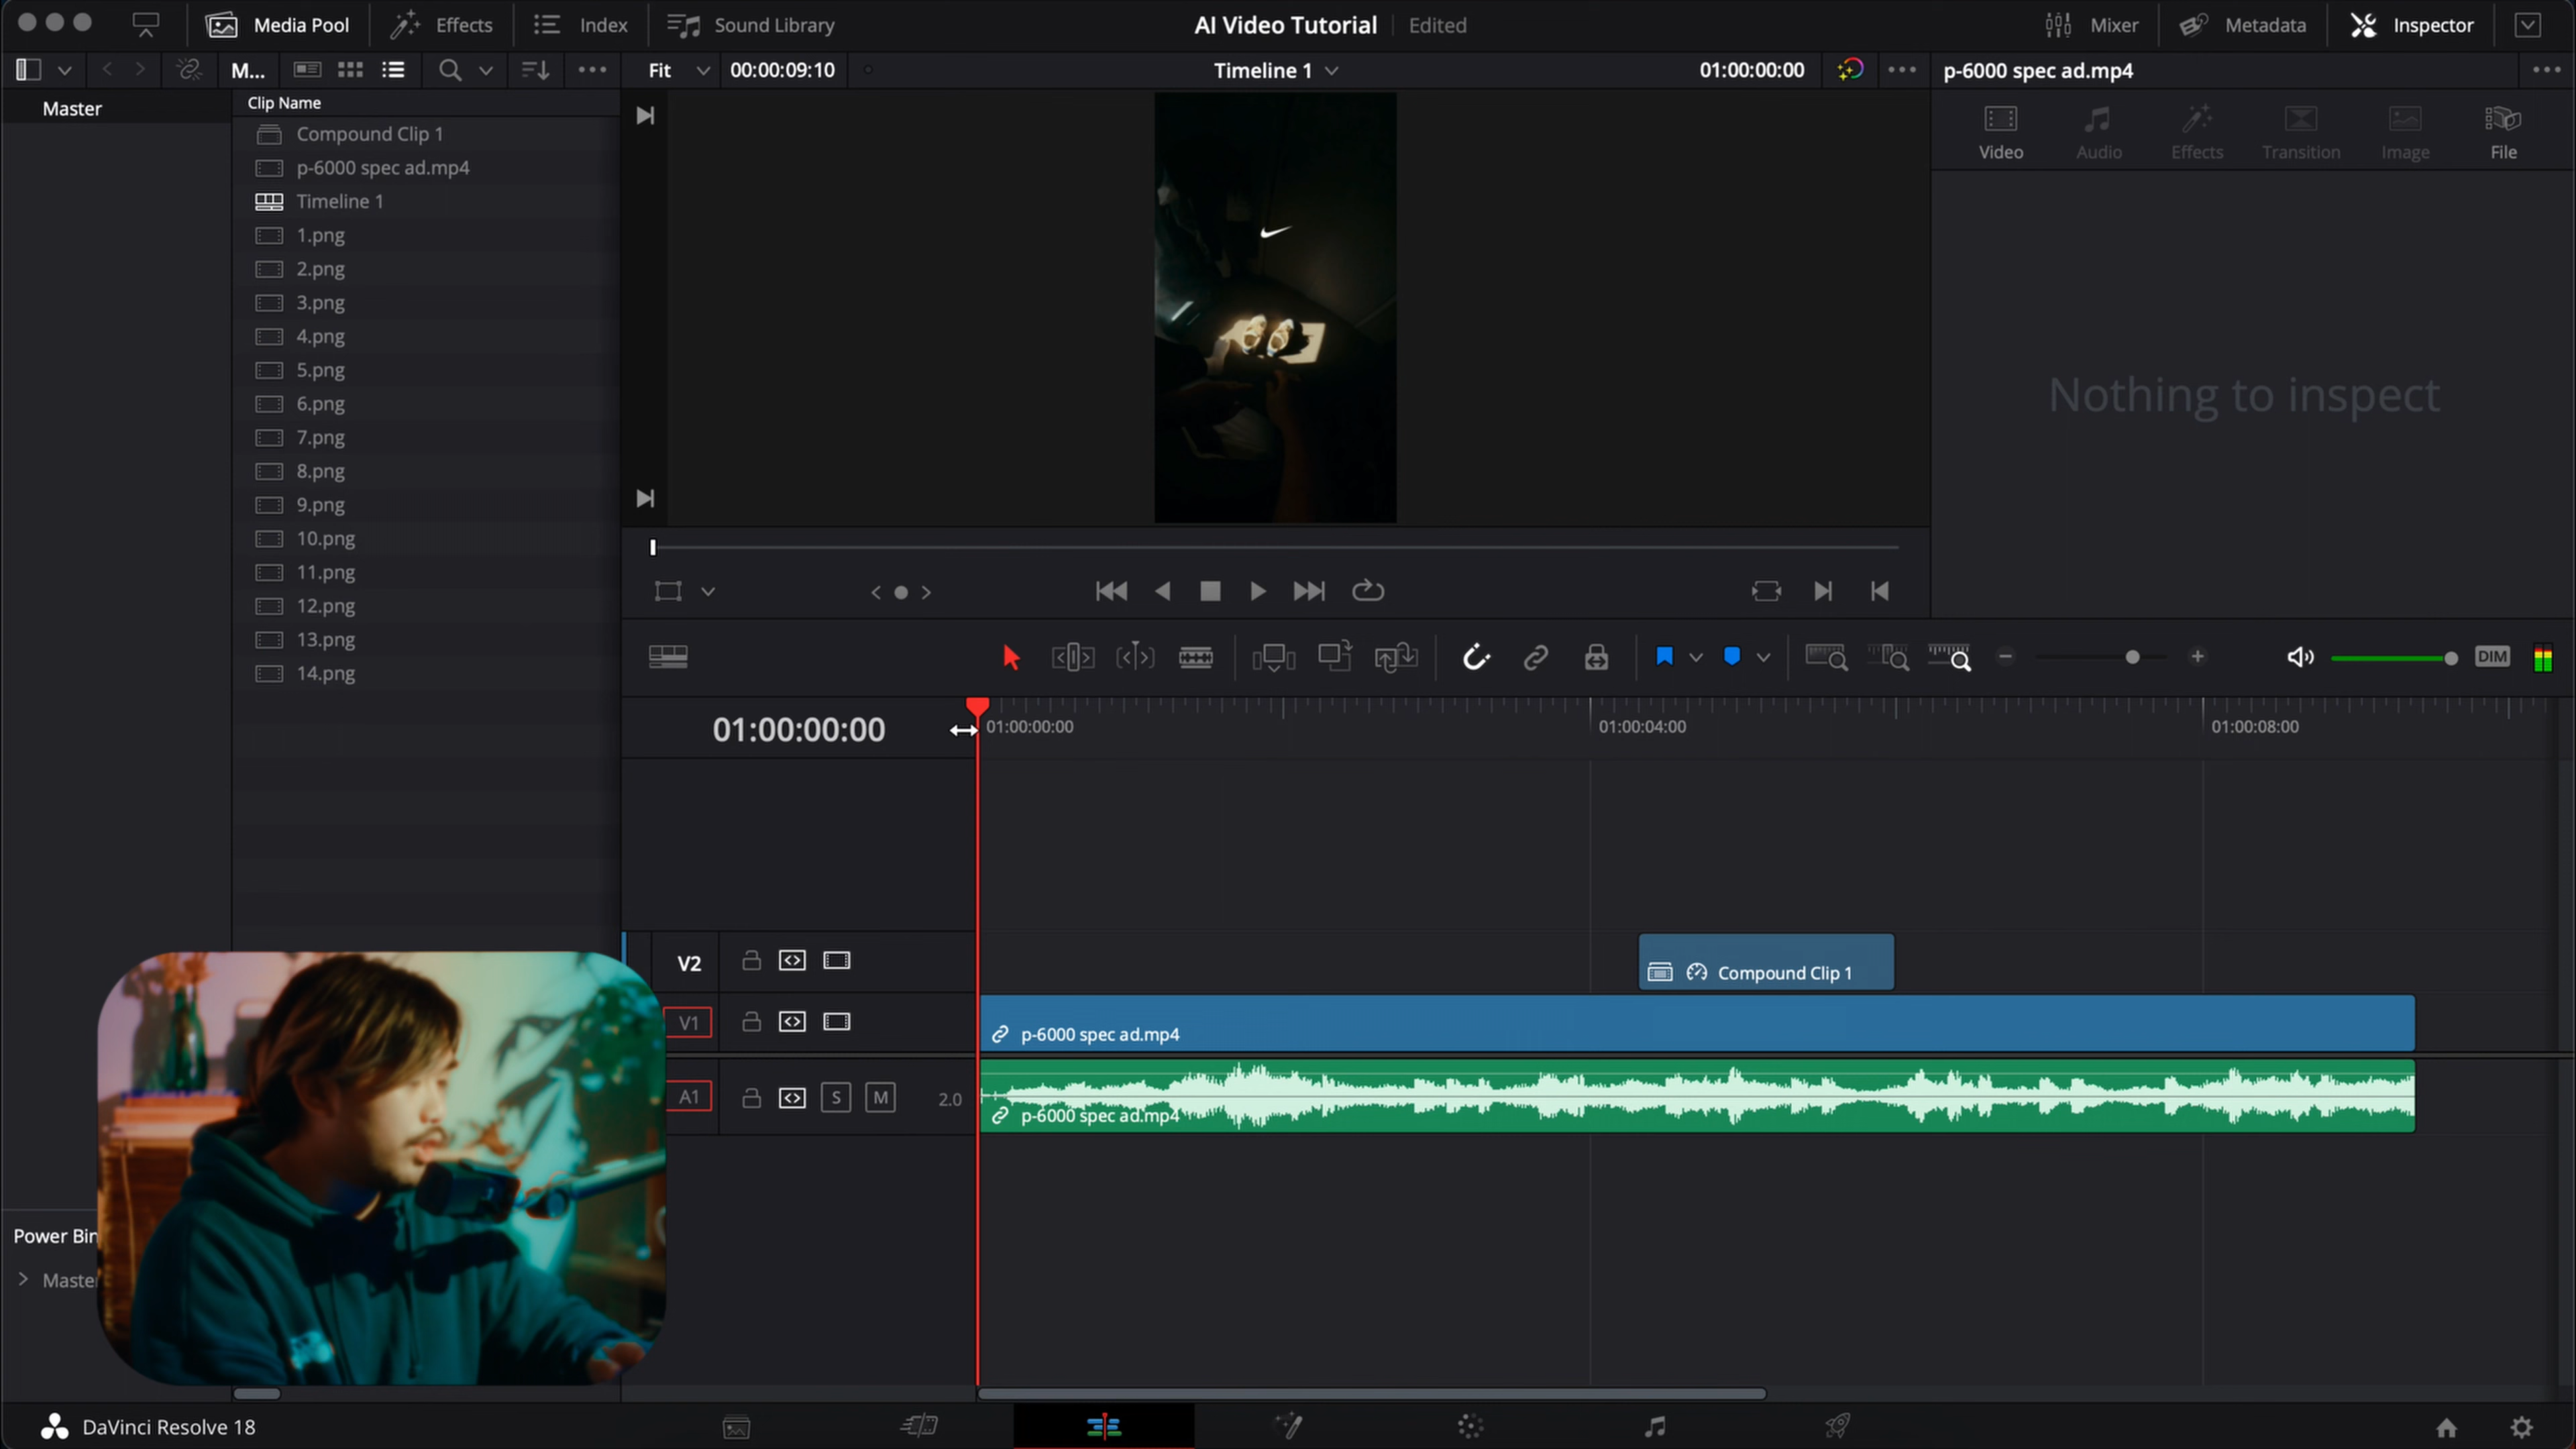 Media Pool
Effects
Index
Sound Library
AI Video Tutorial
Edited
Mixer
Metadata
Inspector
M...
Fit
00:00:09:10
Timeline 1
01:00:00:00
p-6000 spec ad.mp4
Master
Clip Name
Compound Clip 1
p-6000 spec ad.mp4
Timeline 1
1.png
2.png
3.png
4.png
5.png
6.png
7.png
8.png
9.png
10.png
11.png
12.png
13.png
14.png
Video
Audio
Effects
Transition
Image
File
Nothing to inspect
DIM
01:00:00:00
01:00:00:00
01:00:04:00
01:00:08:00
V2
Compound Clip 1
V1
p-6000 spec ad.mp4
A1
S
M
2.0
p-6000 spec ad.mp4
Power Bin
Maste
DaVinci Resolve 18